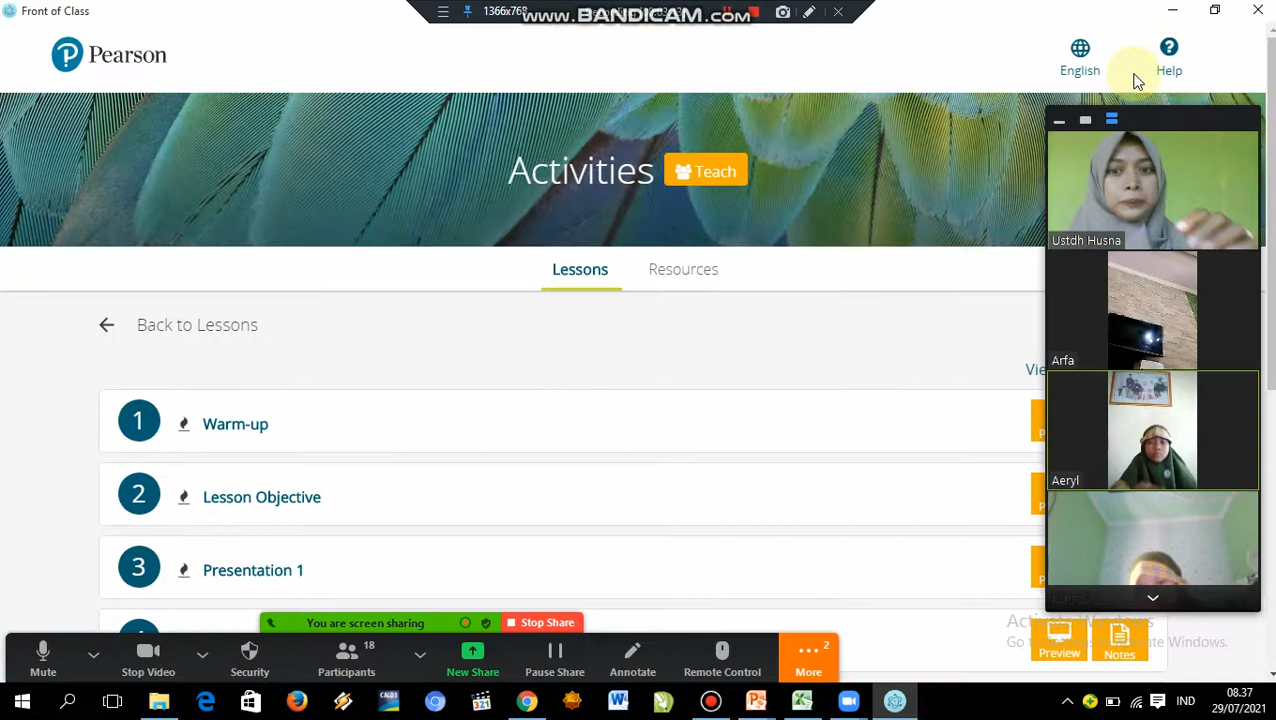 Front of Class
1366x768
www.BANDICAM.com
Pearson
English
Help
Activities
Teach
Ustdh Husna
Lessons
Resources
Back to Lessons
Arfa
1 Warm-up
2 Lesson Objective
Aeryl
3 Presentation 1
You are screen sharing
Stop Share
Preview
Notes
Mute
Stop Video
Security
Participants
18
New Share
Pause Share
Annotate
Remote Control
More
2
IND
08.37
29/07/2021